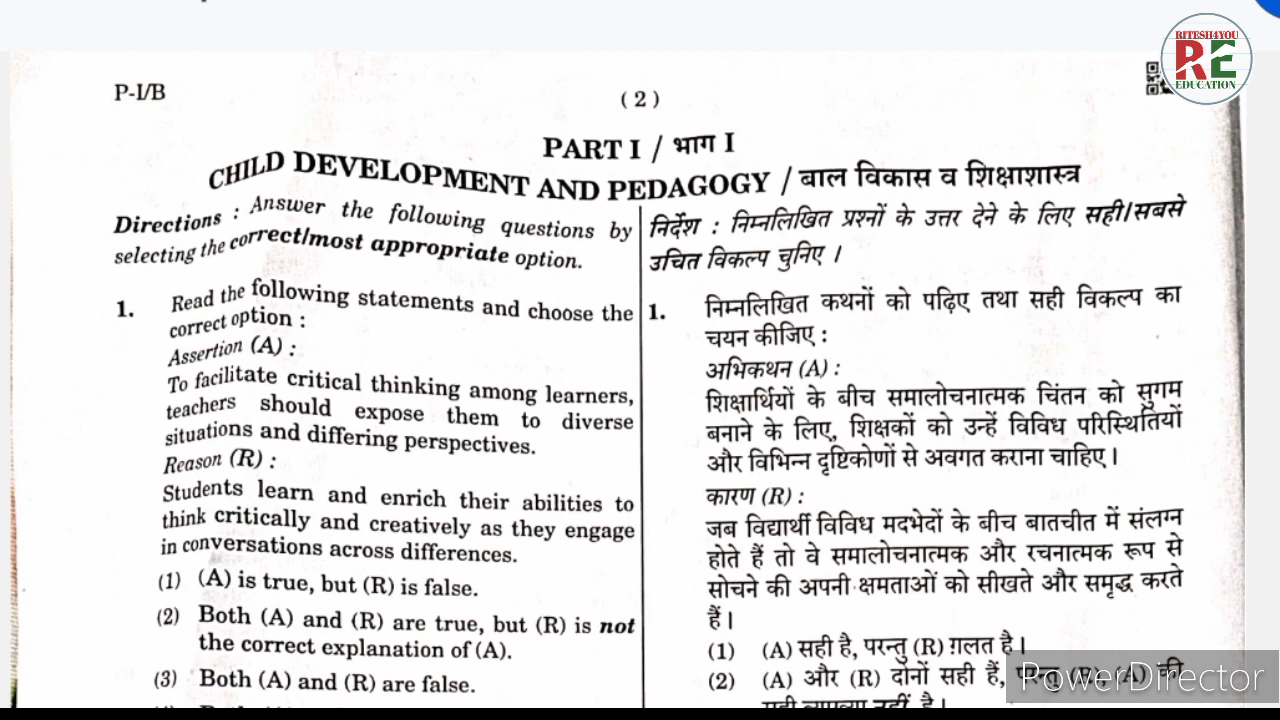 RITESH4YOU
RE
EDUCATION
P-I/B
( 2 )
PART I / भाग I
CHILD DEVELOPMENT AND PEDAGOGY / बाल विकास व शिक्षाशास्त्र
Directions : Answer the following questions by
selecting the correct/most appropriate option.
1. Read the following statements and choose the
correct option :
Assertion (A) :
To facilitate critical thinking among learners,
teachers should expose them to diverse
situations and differing perspectives.
Reason (R) :
Students learn and enrich their abilities to
think critically and creatively as they engage
in conversations across differences.
(1) (A) is true, but (R) is false.
(2) Both (A) and (R) are true, but (R) is not
the correct explanation of (A).
(3) Both (A) and (R) are false.
निर्देश : निम्नलिखित प्रश्नों के उत्तर देने के लिए सही/सबसे
उचित विकल्प चुनिए ।
1. निम्नलिखित कथनों को पढ़िए तथा सही विकल्प का
चयन कीजिए :
अभिकथन (A) :
शिक्षार्थियों के बीच समालोचनात्मक चिंतन को सुगम
बनाने के लिए, शिक्षकों को उन्हें विविध परिस्थितियों
और विभिन्न दृष्टिकोणों से अवगत कराना चाहिए ।
कारण (R) :
जब विद्यार्थी विविध मदभेदों के बीच बातचीत में संलग्न
होते हैं तो वे समालोचनात्मक और रचनात्मक रूप से
सोचने की अपनी क्षमताओं को सीखते और समृद्ध करते
हैं ।
(1) (A) सही है, परन्तु (R) ग़लत है ।
(2) (A) और (R) दोनों सही हैं, परन्तु (R), (A) की
PowerDirector